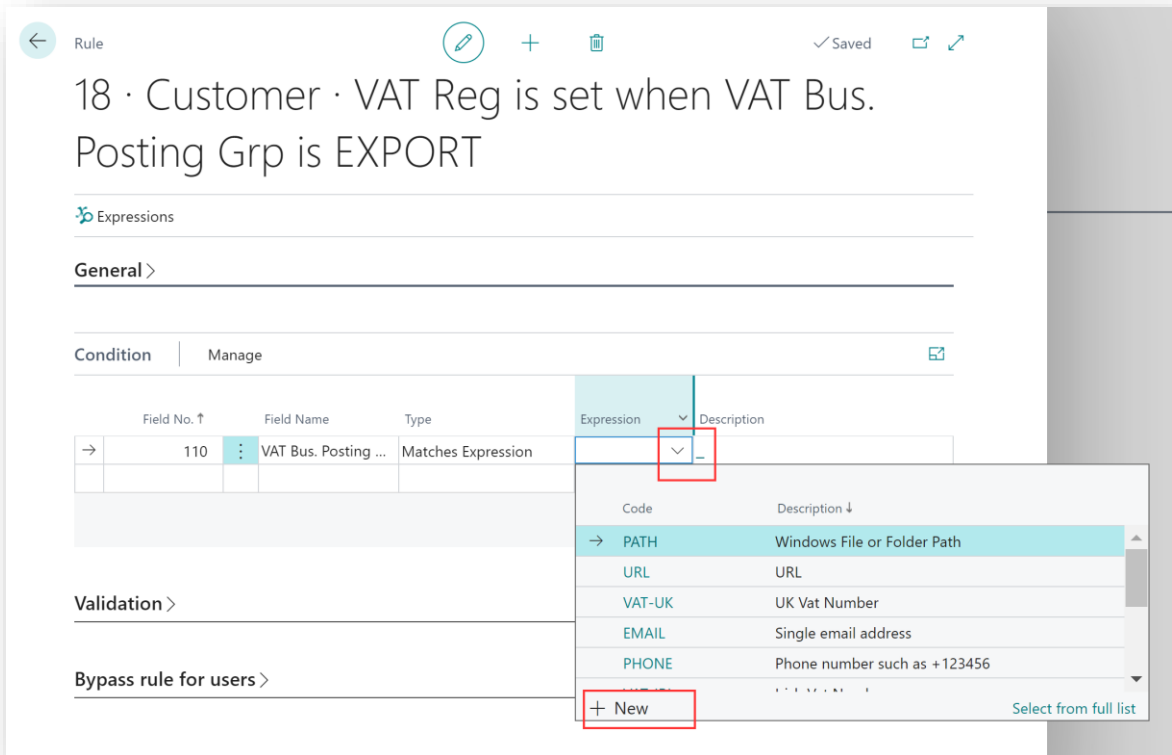 Rule
Saved
18 · Customer · VAT Reg is set when VAT Bus.
Posting Grp is EXPORT
Expressions
General
Condition Manage
Field No. ↑ Field Name Type Expression Description
110 VAT Bus. Posting ... Matches Expression
Code Description ↓
PATH Windows File or Folder Path
URL URL
VAT-UK UK Vat Number
EMAIL Single email address
PHONE Phone number such as +123456
+ New Select from full list
Validation
Bypass rule for users